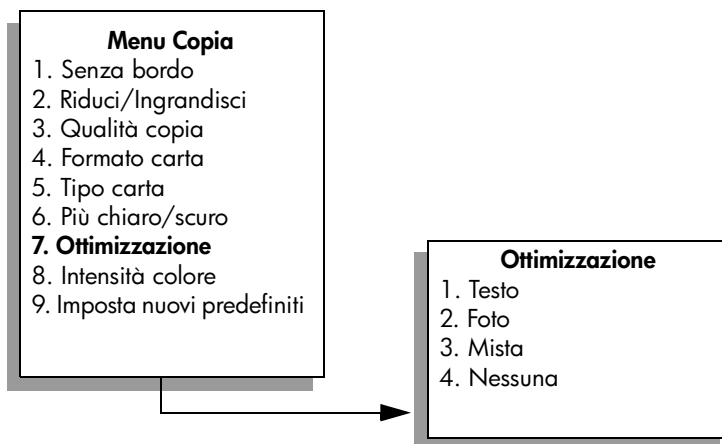 Menu Copia
1. Senza bordo
2. Riduci/Ingrandisci
3. Qualità copia
4. Formato carta
5. Tipo carta
6. Più chiaro/scuro
7. Ottimizzazione
8. Intensità colore
9. Imposta nuovi predefiniti
Ottimizzazione
1. Testo
2. Foto
3. Mista
4. Nessuna